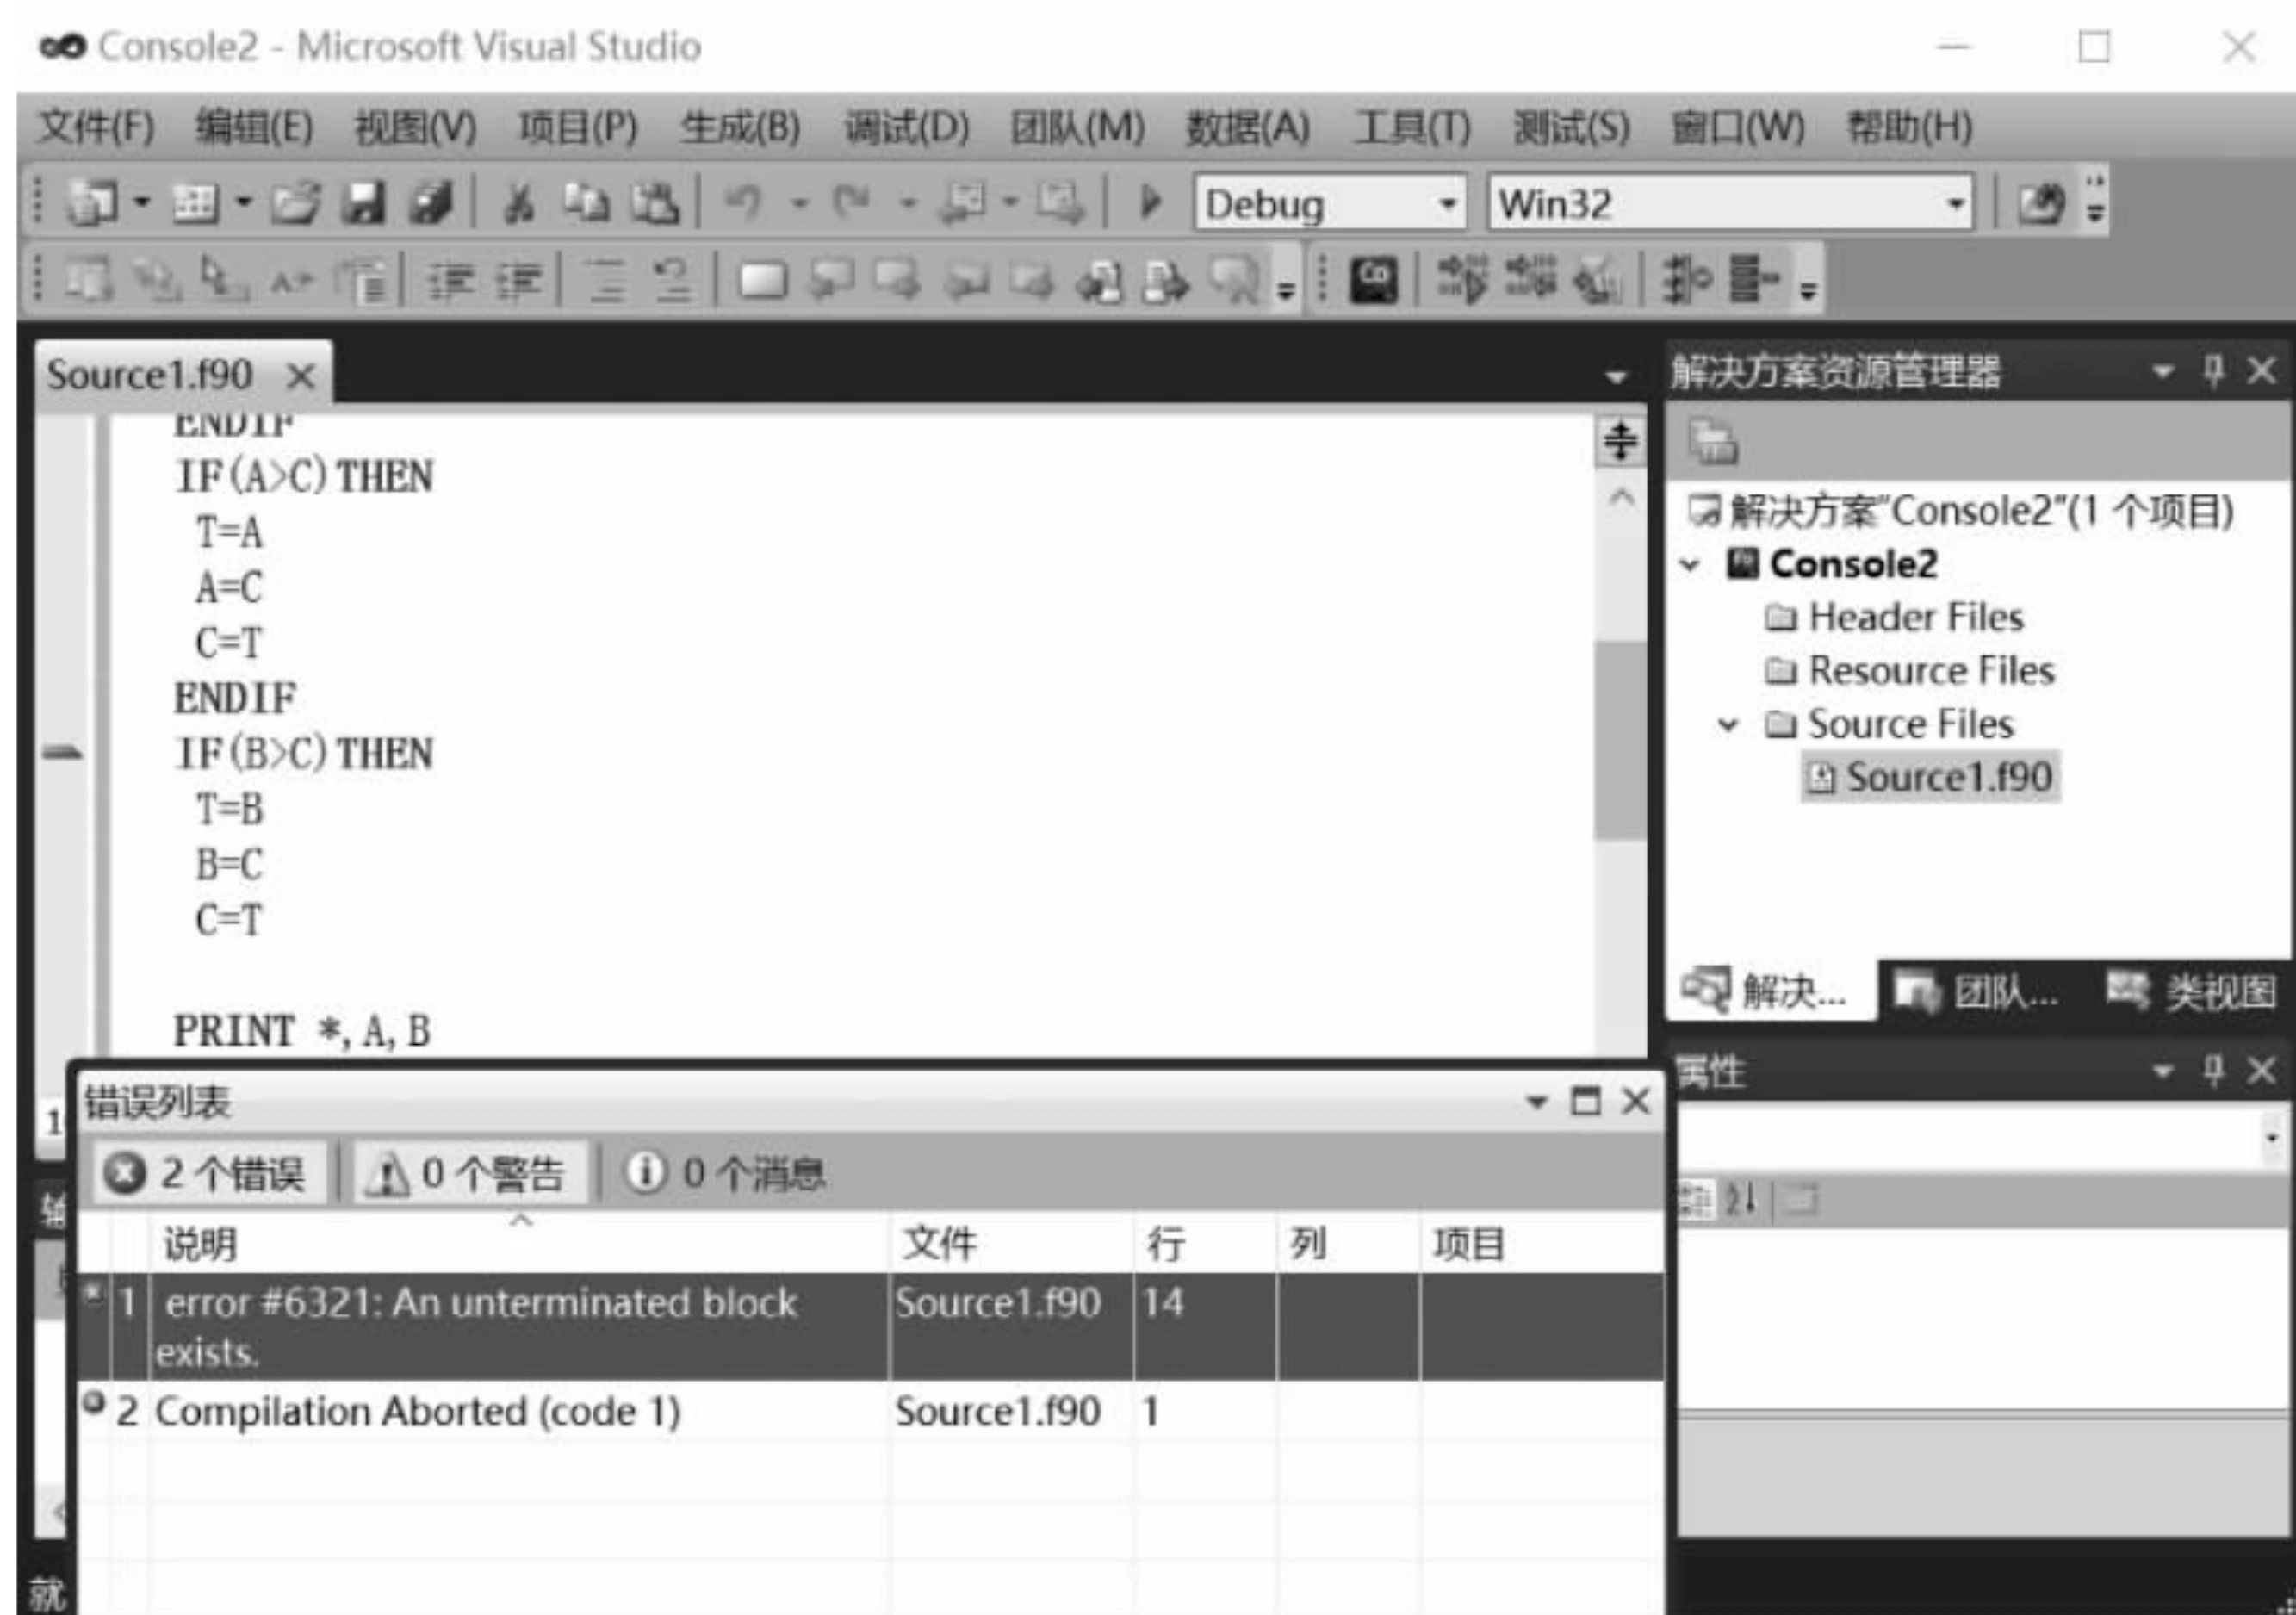 Console2 - Microsoft Visual Studio
文件(F) 编辑(E) 视图(V) 项目(P) 生成(B) 调试(D) 团队(M) 数据(A) 工具(T) 测试(S) 窗口(W) 帮助(H)
Debug Win32
Source1.f90
ENDIF
IF(A>C)THEN
T=A
A=C
C=T
ENDIF
IF(B>C)THEN
T=B
B=C
C=T
PRINT *,A,B
解决方案资源管理器
解决方案"Console2"(1 个项目)
Console2
Header Files
Resource Files
Source Files
Source1.f90
解决... 团队... 类视图
属性
错误列表
2 个错误 0 个警告 0 个消息
说明 文件 行 列 项目
1 error #6321: An unterminated block Source1.f90 14
exists.
2 Compilation Aborted (code 1) Source1.f90 1
就